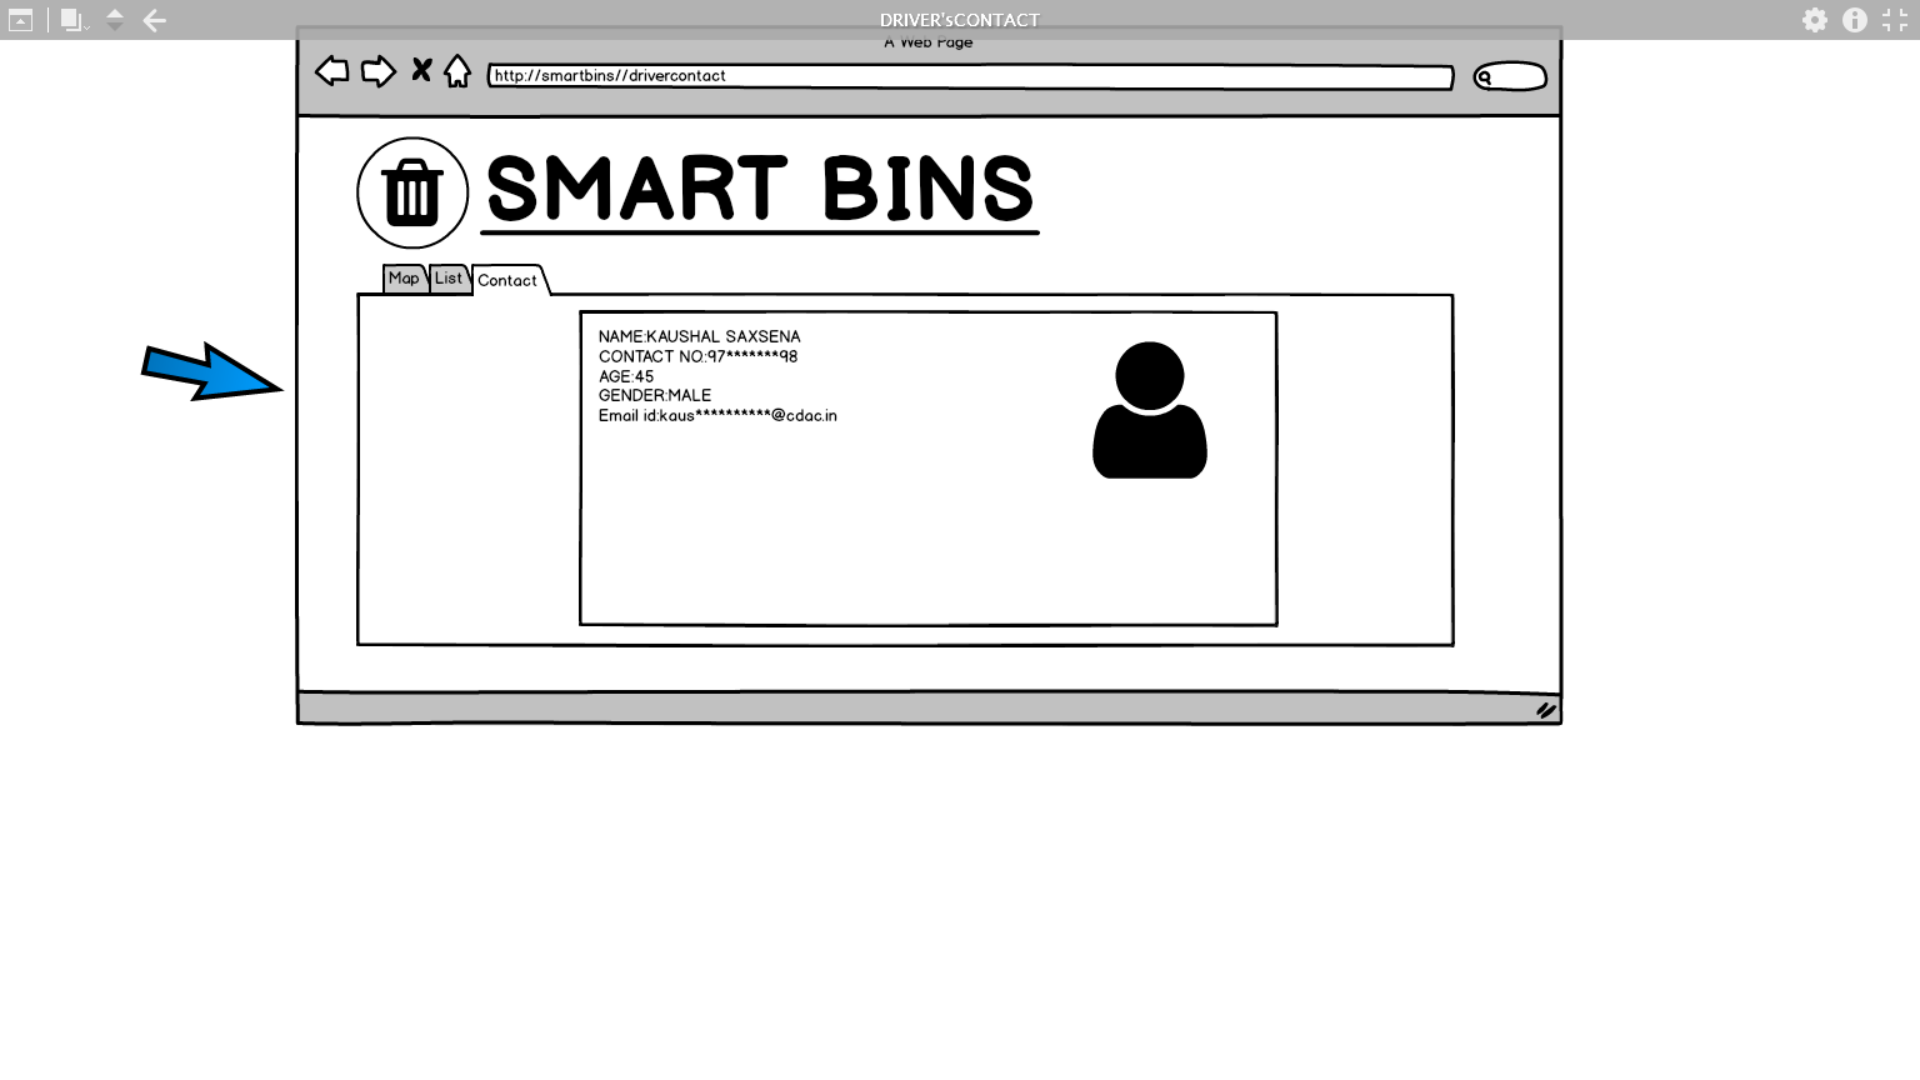 DRIVER'sCONTACT
A Web Page
http://smartbins//drivercontact
SMART BINS
Map List Contact
NAME:KAUSHAL SAXSENA
CONTACT NO.:97*******98
AGE:45
GENDER:MALE
Email id:kaus**********@cdac.in